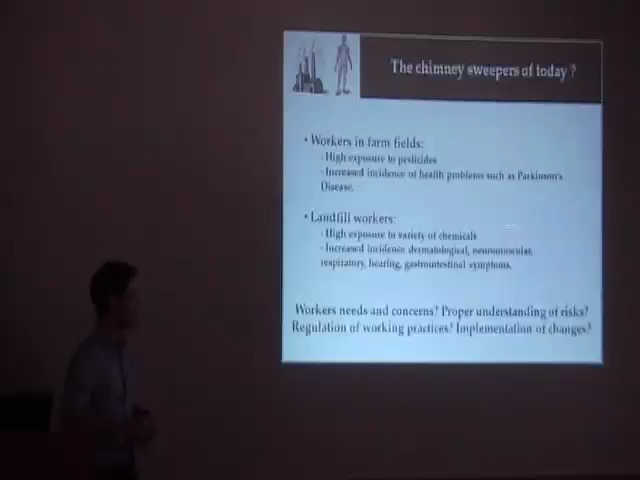 The chimney sweepers of today ?
• Workers in farm fields:
- High exposure to pesticides
- Increased incidence of health problems such as Parkinson's
Disease.
• Landfill workers:
- High exposure to variety of chemicals
- Increased incidence dermatological, neuromuscular,
respiratory, hearing, gastrointestinal symptoms.
Workers needs and concerns? Proper understanding of risks?
Regulation of working practices? Implementation of changes?